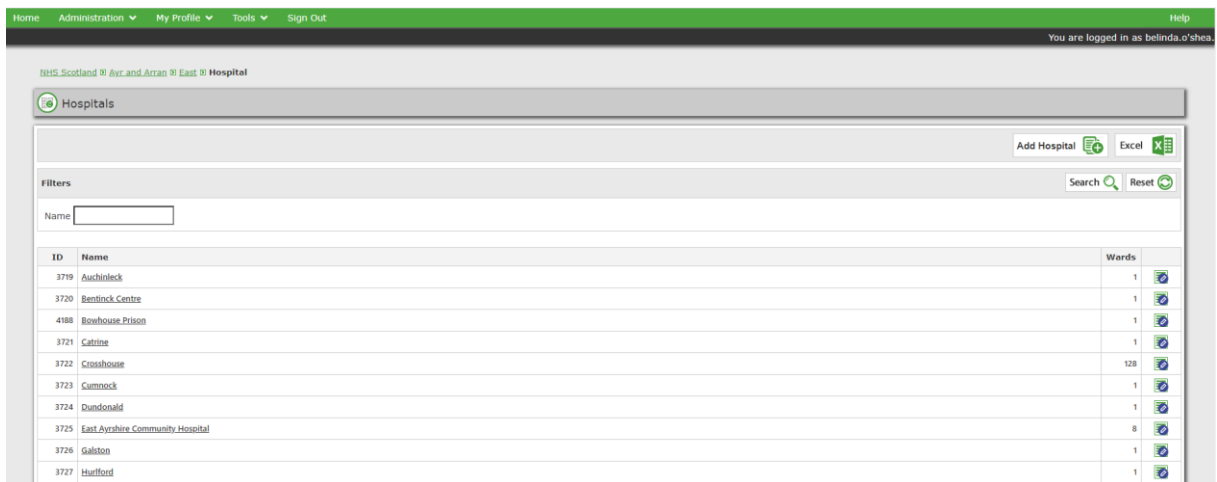 Home Administration My Profile Tools Sign Out Help
You are logged in as belinda.o'shea.
NHS Scotland Ayr and Arran East Hospital
Hospitals
Add Hospital Excel
Filters Search Reset
Name
ID Name Wards
3719 Auchinleck 1
3720 Bentinck Centre 1
4188 Bowhouse Prison 1
3721 Catrine 1
3722 Crosshouse 128
3723 Cumnock 1
3724 Dundonald 1
3725 East Ayrshire Community Hospital 8
3726 Galston 1
3727 Hurlford 1